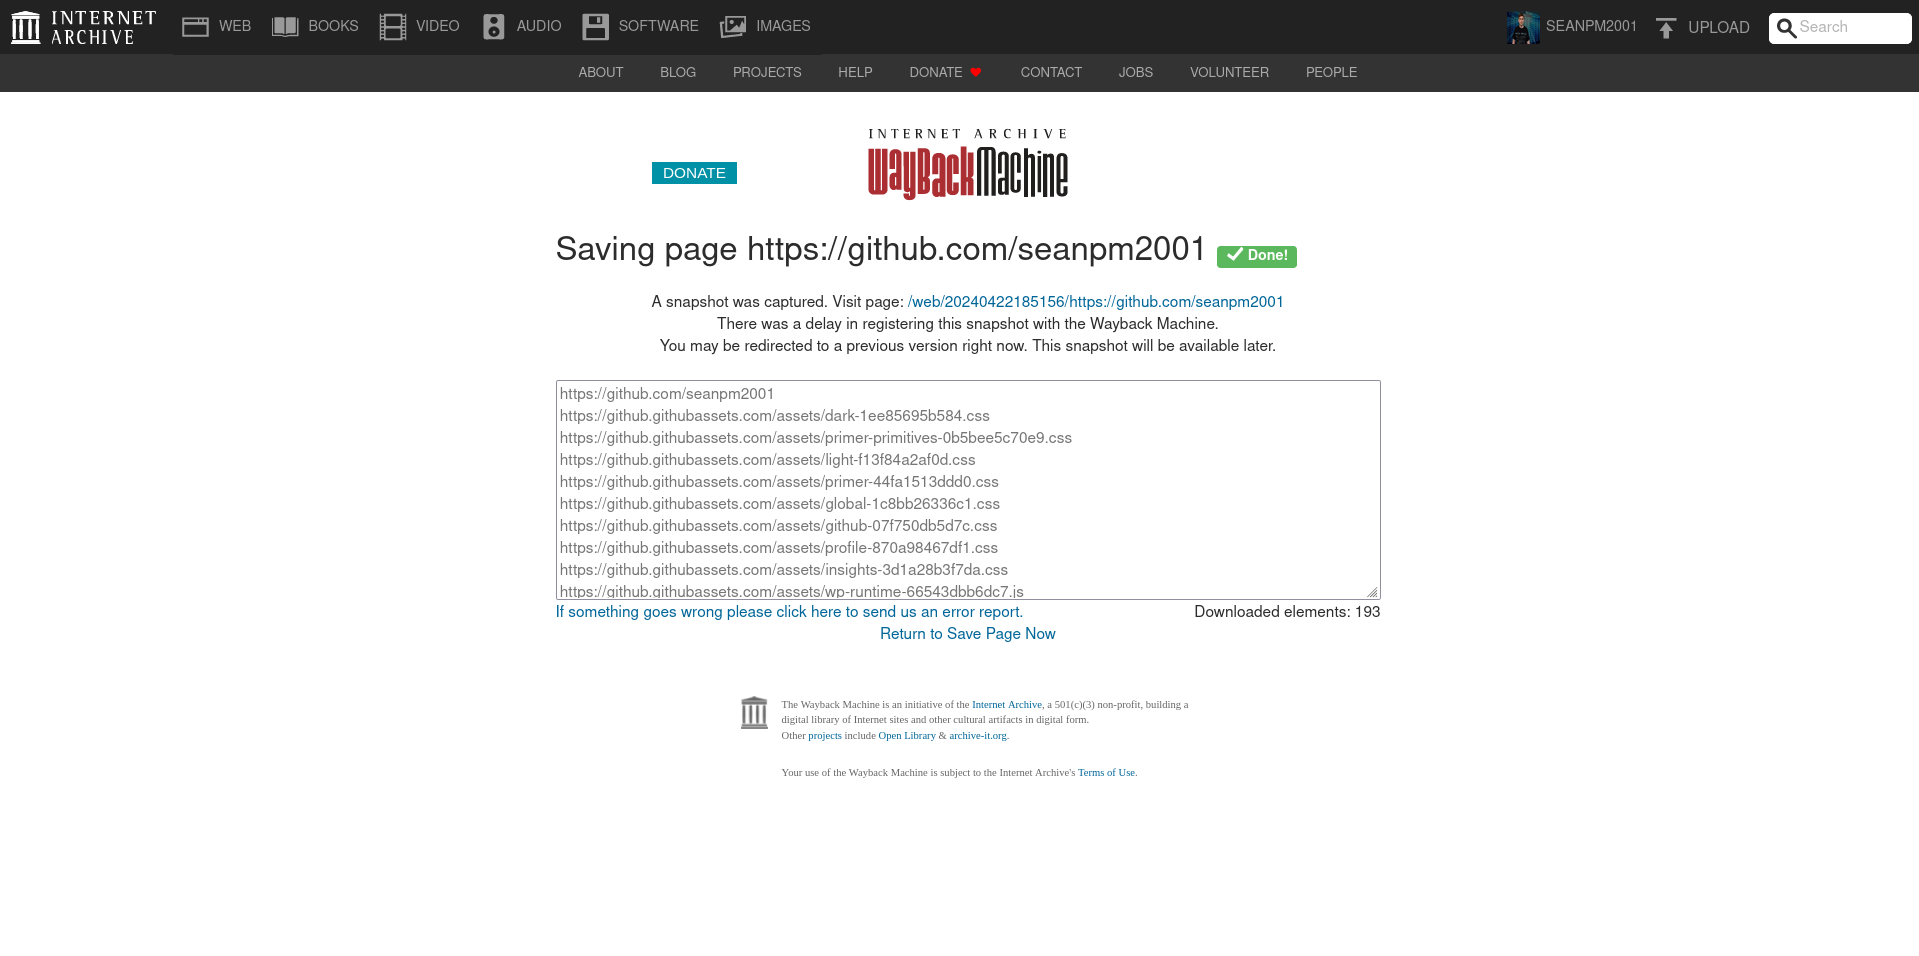 INTERNET ARCHIVE
WEB BOOKS VIDEO AUDIO SOFTWARE IMAGES SEANPM2001 UPLOAD Search
ABOUT BLOG PROJECTS HELP DONATE CONTACT JOBS VOLUNTEER PEOPLE
INTERNET ARCHIVE
WayBackMachine
DONATE
Saving page https://github.com/seanpm2001 Done!
A snapshot was captured. Visit page: /web/20240422185156/https://github.com/seanpm2001
There was a delay in registering this snapshot with the Wayback Machine.
You may be redirected to a previous version right now. This snapshot will be available later.
https://github.com/seanpm2001
https://github.githubassets.com/assets/dark-1ee85695b584.css
https://github.githubassets.com/assets/primer-primitives-0b5bee5c70e9.css
https://github.githubassets.com/assets/light-f13f84a2af0d.css
https://github.githubassets.com/assets/primer-44fa1513ddd0.css
https://github.githubassets.com/assets/global-1c8bb26336c1.css
https://github.githubassets.com/assets/github-07f750db5d7c.css
https://github.githubassets.com/assets/profile-870a98467df1.css
https://github.githubassets.com/assets/insights-3d1a28b3f7da.css
https://github.githubassets.com/assets/wp-runtime-66543dbb6dc7.js
If something goes wrong please click here to send us an error report. Downloaded elements: 193
Return to Save Page Now
The Wayback Machine is an initiative of the Internet Archive, a 501(c)(3) non-profit, building a
digital library of Internet sites and other cultural artifacts in digital form.
Other projects include Open Library & archive-it.org.
Your use of the Wayback Machine is subject to the Internet Archive's Terms of Use.